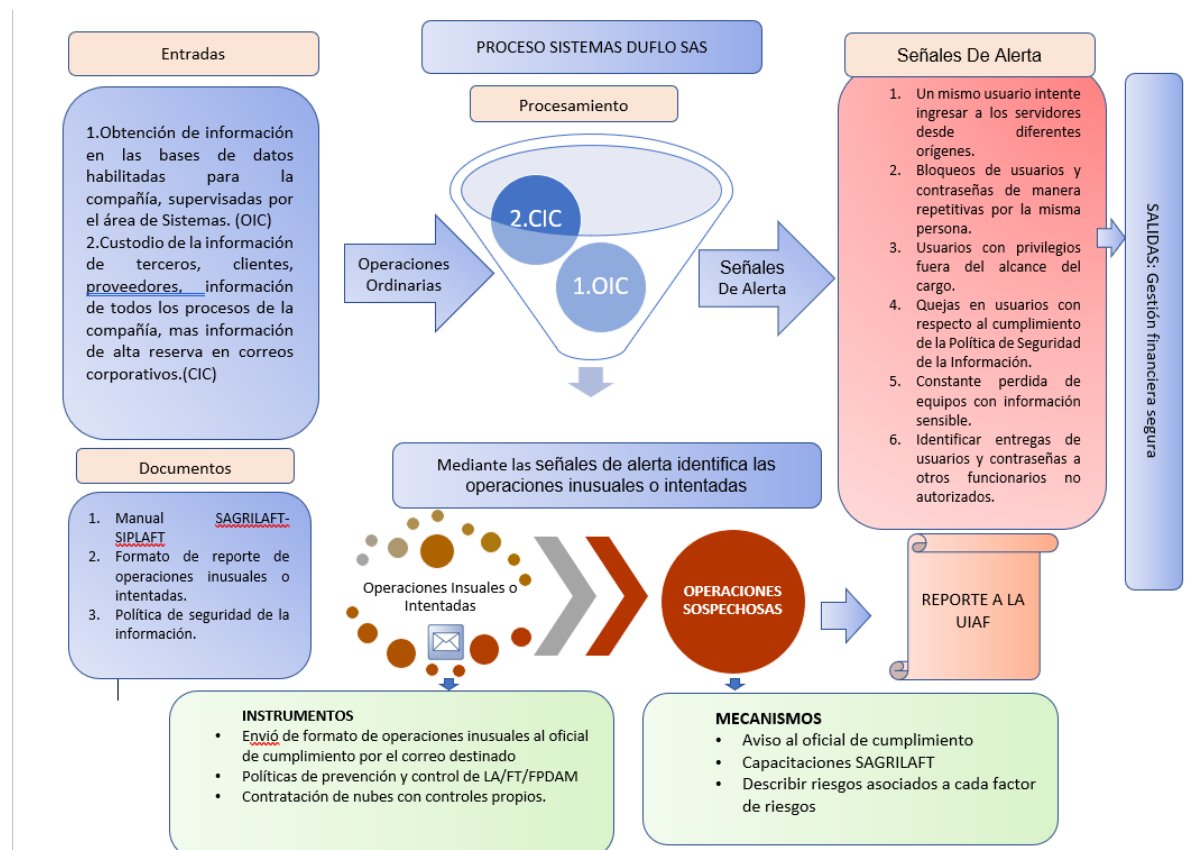 PROCESO SISTEMAS DUFLO SAS
Entradas
1.Obtención de información
en las bases de datos
habilitadas para la
compañía, supervisadas por
el área de Sistemas. (OIC)
2.Custodio de la información
de terceros, clientes,
proveedores, información
de todos los procesos de la
compañía, mas información
de alta reserva en correos
corporativos.(CIC)
Documentos
1. Manual SAGRILAFT-
SIPLAFT
2. Formato de reporte de
operaciones inusuales o
intentadas.
3. Política de seguridad de la
información.
Operaciones
Ordinarias
Procesamiento
2.CIC
1.OIC
Señales
De Alerta
Señales De Alerta
1. Un mismo usuario intente
ingresar a los servidores
desde diferentes
orígenes.
2. Bloqueos de usuarios y
contraseñas de manera
repetitivas por la misma
persona.
3. Usuarios con privilegios
fuera del alcance del
cargo.
4. Quejas en usuarios con
respecto al cumplimiento
de la Política de Seguridad
de la Información.
5. Constante perdida de
equipos con información
sensible.
6. Identificar entregas de
usuarios y contraseñas a
otros funcionarios no
autorizados.
SALIDAS: Gestión financiera segura
Mediante las señales de alerta identifica las
operaciones inusuales o intentadas
Operaciones Insuales o
Intentadas
OPERACIONES
SOSPECHOSAS
REPORTE A LA
UIAF
INSTRUMENTOS
• Envió de formato de operaciones inusuales al oficial
de cumplimiento por el correo destinado
• Políticas de prevención y control de LA/FT/FPDAM
• Contratación de nubes con controles propios.
MECANISMOS
• Aviso al oficial de cumplimiento
• Capacitaciones SAGRILAFT
• Describir riesgos asociados a cada factor
de riesgos